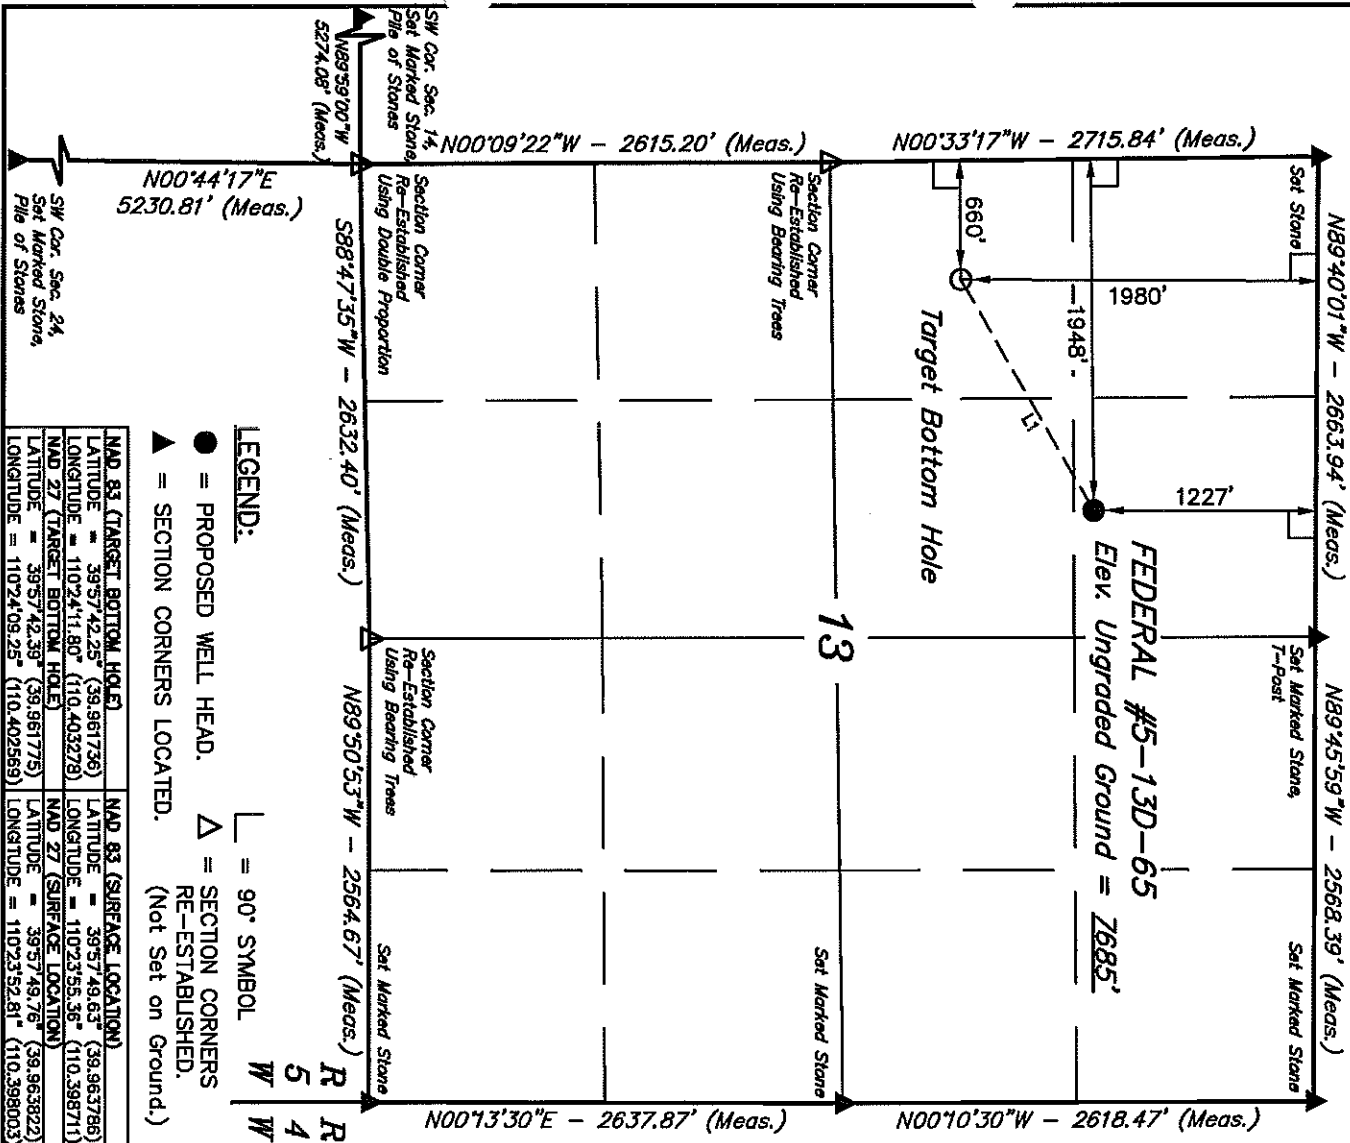 N89°40'01"W - 2663.94' (Meas.)
N89°45'59"W - 2568.39' (Meas.)
Set Stone
Set Marked Stone,
T-Post
Set Marked Stone
N00°33'17"W - 2715.84' (Meas.)
1980'
1227'
660'
1948'
L1
Target Bottom Hole
FEDERAL #5-13D-65
Elev. Ungraded Ground = 7685'
N00°10'30"W - 2618.47' (Meas.)
Section Corner
Re-Established
Using Bearing Trees
13
Set Marked Stone
N00°09'22"W - 2615.20' (Meas.)
N00°13'30"E - 2637.87' (Meas.)
SW Cor. Sec. 14,
Set Marked Stone,
Pile of Stones
N89°59'00"W
5274.08' (Meas.)
Section Corner
Re-Established
Using Double Proportion
Section Corner
Re-Established
Using Bearing Trees
Set Marked Stone
S88°47'35"W - 2632.40' (Meas.)
N89°50'53"W - 2564.67' (Meas.)
N00°44'17"E
5230.81' (Meas.)
SW Cor. Sec. 24,
Set Marked Stone,
Pile of Stones
R R
5 4
W W
LEGEND:
= 90° SYMBOL
= PROPOSED WELL HEAD.
= SECTION CORNERS LOCATED.
= SECTION CORNERS
RE-ESTABLISHED.
(Not Set on Ground.)
NAD 83 (TARGET BOTTOM HOLE)
LATITUDE = 39°57'42.25" (39.961736)
LONGITUDE = 110°24'11.80" (110.403278)
NAD 27 (TARGET BOTTOM HOLE)
LATITUDE = 39°57'42.39" (39.961775)
LONGITUDE = 110°24'09.25" (110.402569)
NAD 83 (SURFACE LOCATION)
LATITUDE = 39°57'49.63" (39.963786)
LONGITUDE = 110°23'55.36" (110.398711)
NAD 27 (SURFACE LOCATION)
LATITUDE = 39°57'49.76" (39.963822)
LONGITUDE = 110°23'52.81" (110.398003)